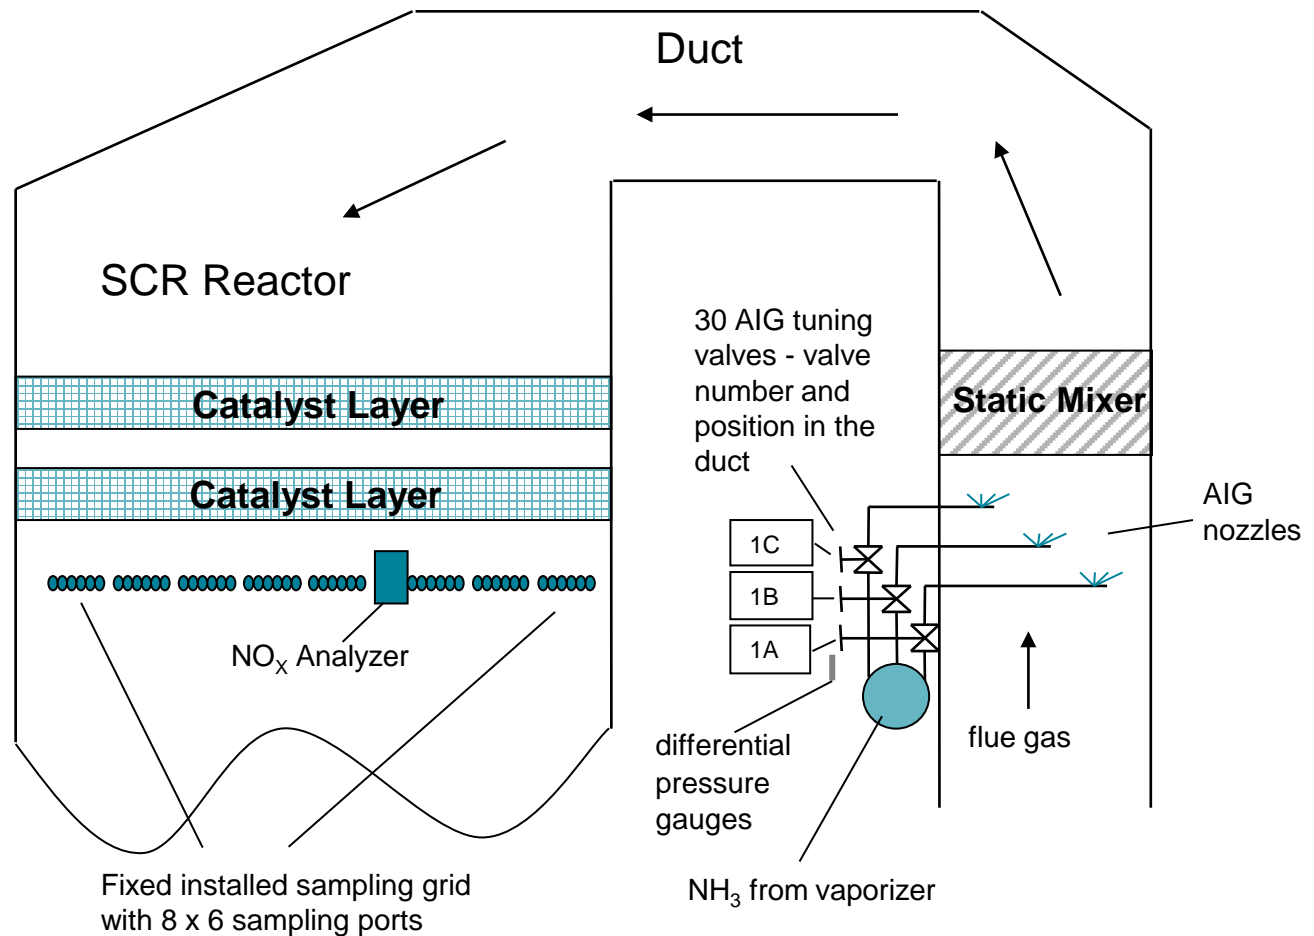 Duct
SCR Reactor
30 AIG tuning
valves - valve
number and
position in the
duct
Catalyst Layer
Static Mixer
Catalyst Layer
AIG
nozzles
1C
1B
1A
NOX Analyzer
differential
pressure
gauges
flue gas
Fixed installed sampling grid
with 8 x 6 sampling ports
NH3 from vaporizer